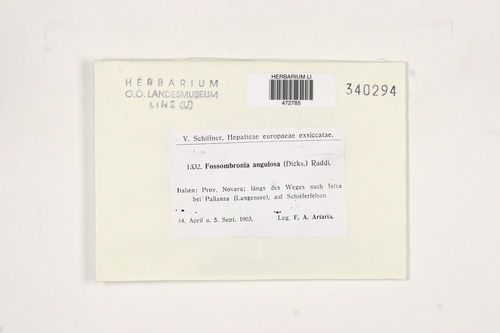 HERBARIUM
O.Ö. LANDESMUSEUM
LINZ
HERBARIUM LI
472785
340294
V. Schiffner, Hepaticae europaeae exsiccatae.
1332. Fossombronia angulosa (Dicks.) Raddi.
Italien: Prov. Novara; längs des Weges nach Intra
bei Pallanza (Langensee), auf Schieferfelsen.
14. April u. 3. Sept. 1903.
Leg. F. A. Artaria.